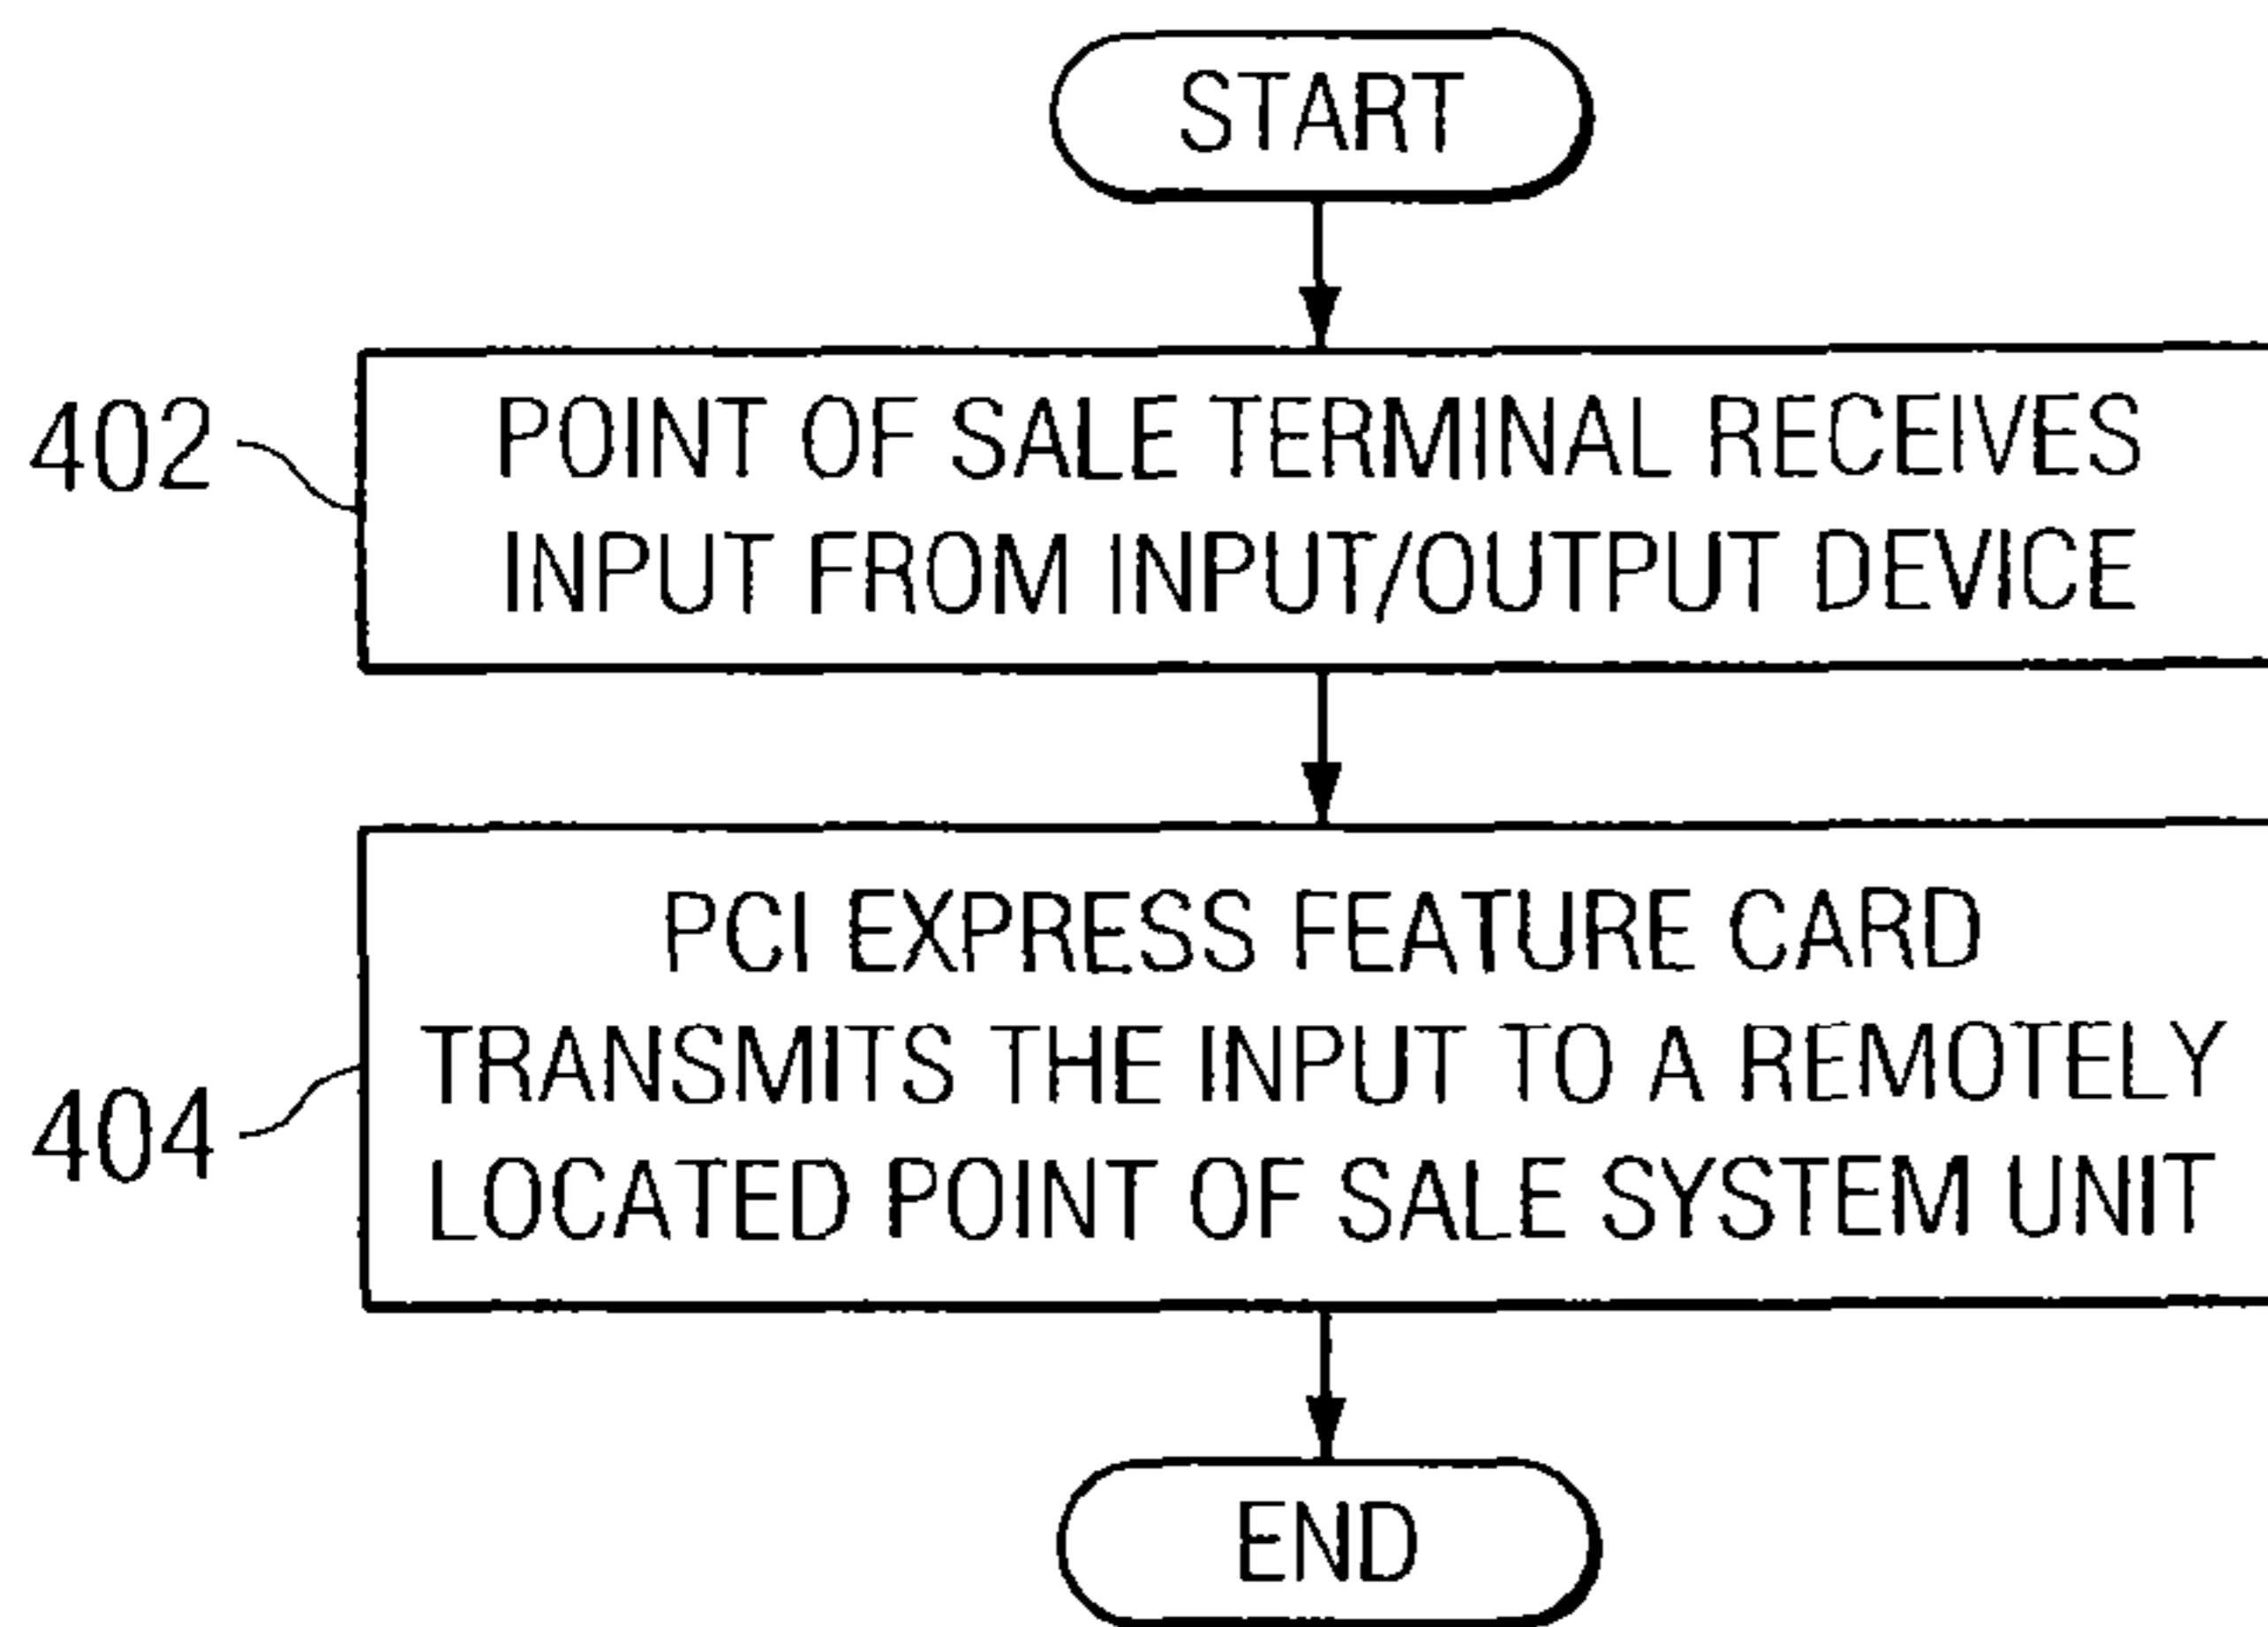 START
402
POINT OF SALE TERMINAL RECEIVES
INPUT FROM INPUT/OUTPUT DEVICE
404
PCI EXPRESS FEATURE CARD
TRANSMITS THE INPUT TO A REMOTELY
LOCATED POINT OF SALE SYSTEM UNIT
END